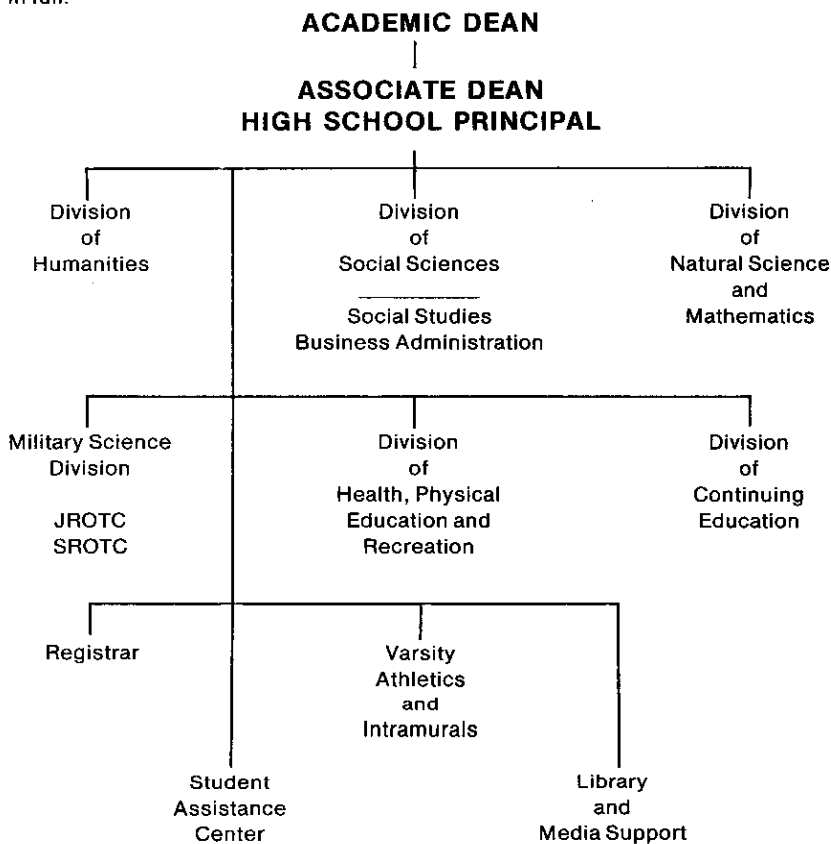 ACADEMIC DEAN
ASSOCIATE DEAN
HIGH SCHOOL PRINCIPAL
Division
of
Humanities
Division
of
Social Sciences
Social Studies
Business Administration
Division
of
Natural Science
and
Mathematics
Military Science
Division
JROTC
SROTC
Division
of
Health, Physical
Education and
Recreation
Division
of
Continuing
Education
Registrar
Varsity
Athletics
and
Intramurals
Student
Assistance
Center
Library
and
Media Support